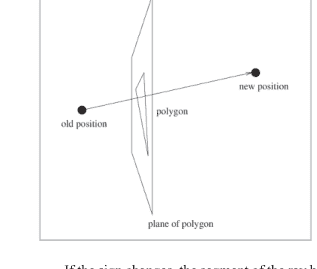 new position
polygon
old position
plane of polygon
If the sign changes, the segment of the ray